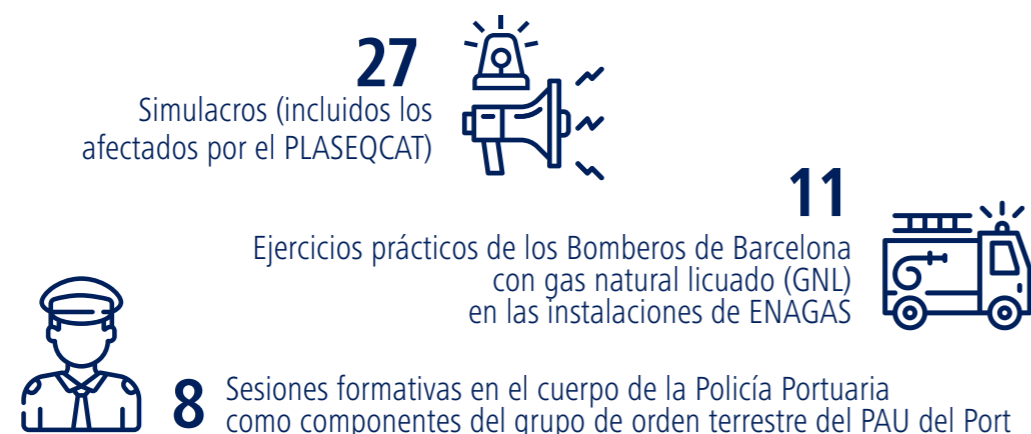 27
Simulacros (incluidos los
afectados por el PLASEQCAT)
11
Ejercicios prácticos de los Bomberos de Barcelona
con gas natural licuado (GNL)
en las instalaciones de ENAGAS
8
Sesiones formativas en el cuerpo de la Policía Portuaria
como componentes del grupo de orden terrestre del PAU del Port